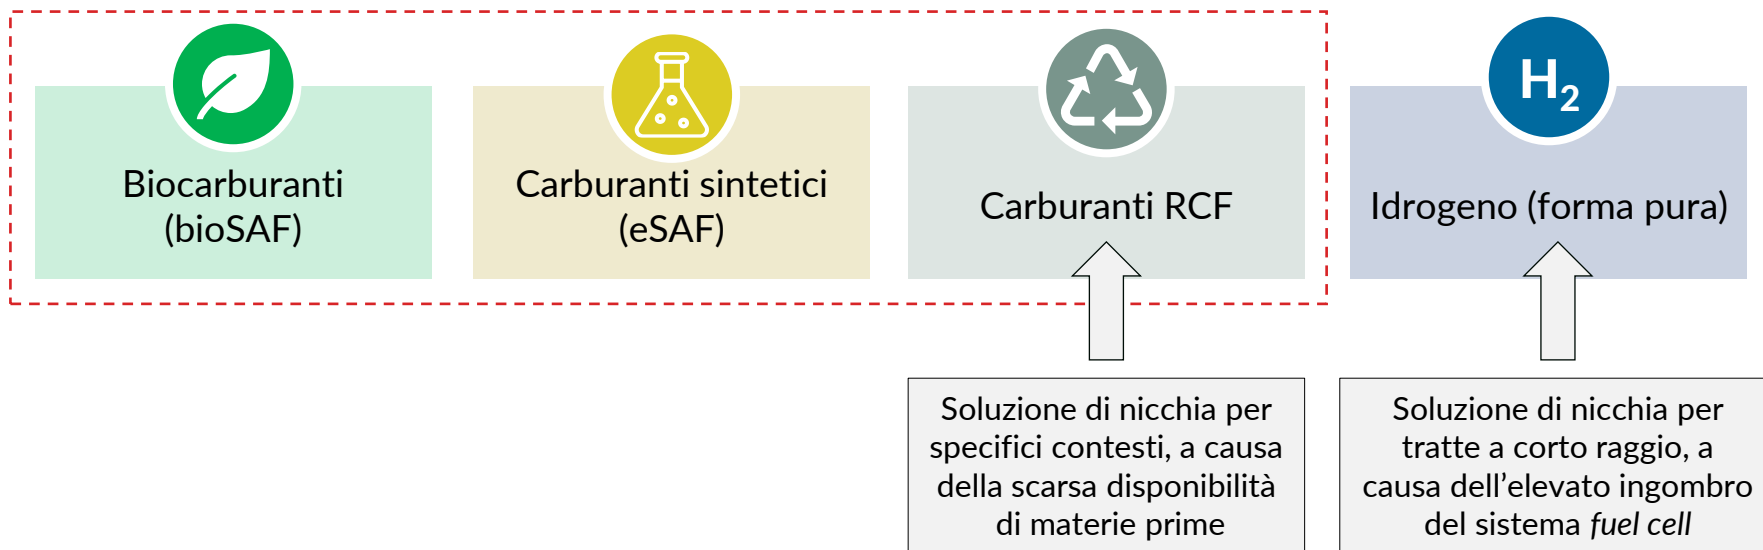 Biocarburanti
(bioSAF)
Carburanti sintetici
(eSAF)
Carburanti RCF
H₂
Idrogeno (forma pura)
Soluzione di nicchia per
specifici contesti, a causa
della scarsa disponibilità
di materie prime
Soluzione di nicchia per
tratte a corto raggio, a
causa dell’elevato ingombro
del sistema fuel cell